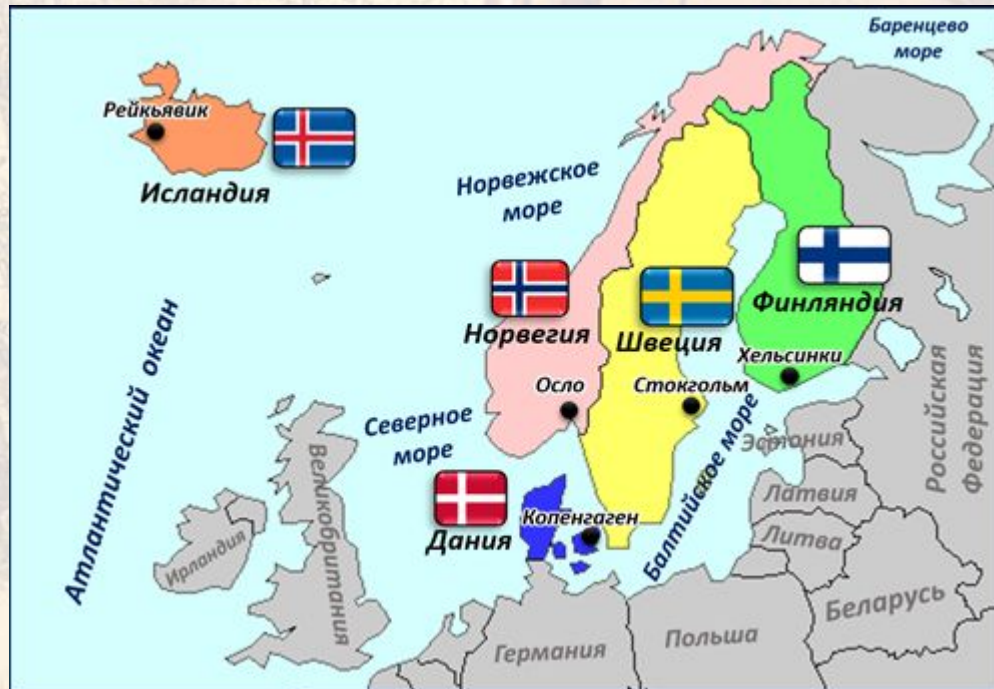 Баренцево
море
Рейкьявик
Исландия
Норвежское
море
Атлантический океан
Норвегия
Швеция
Финляндия
Хельсинки
Осло
Стокгольм
Северное
море
Балтийское море
Эстония
Российская
Федерация
Великобритания
Ирландия
Латвия
Копенгаген
Дания
Литва
Беларусь
Германия
Польша